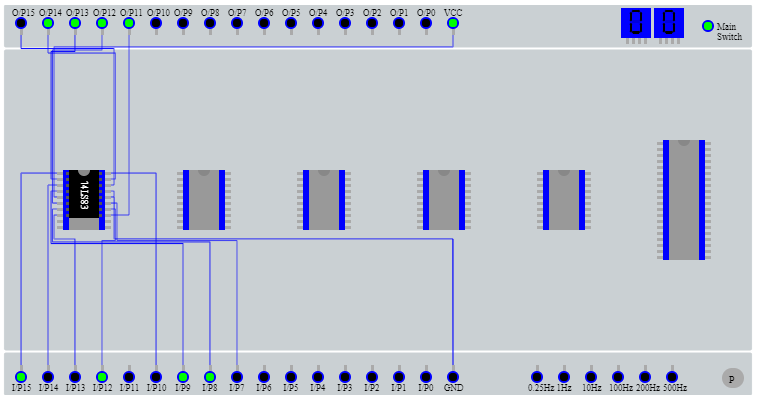 O/P15 O/P14 O/P13 O/P12 O/P11 O/P10 O/P9 O/P8 O/P7 O/P6 O/P5 O/P4 O/P3 O/P2 O/P1 O/P0 VCC
00
Main
Switch
74LS83
I/P15 I/P14 I/P13 I/P12 I/P11 I/P10 I/P9 I/P8 I/P7 I/P6 I/P5 I/P4 I/P3 I/P2 I/P1 I/P0 GND 0.25Hz 1Hz 10Hz 100Hz 200Hz 500Hz
P